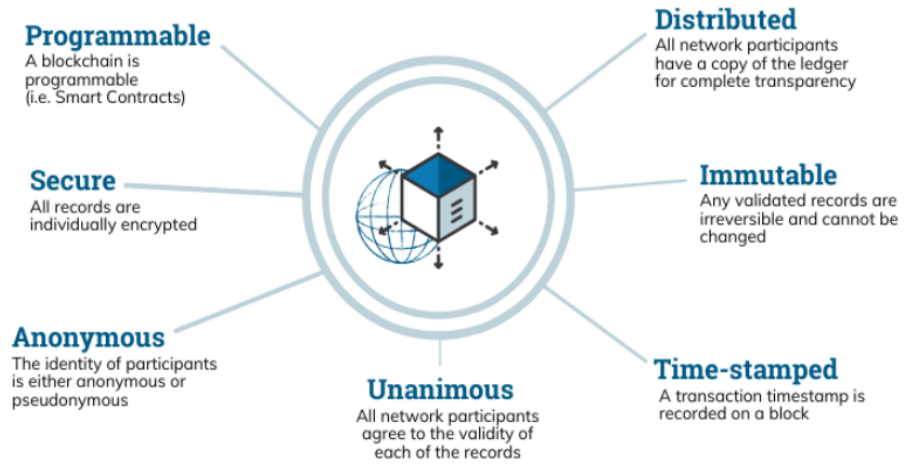 Programmable
A blockchain is
programmable
(i.e. Smart Contracts)
Distributed
All network participants
have a copy of the ledger
for complete transparency
Secure
All records are
individually encrypted
Immutable
Any validated records are
irreversible and cannot be
changed
Anonymous
The identity of participants
is either anonymous or
pseudonymous
Unanimous
All network participants
agree to the validity of
each of the records
Time-stamped
A transaction timestamp is
recorded on a block